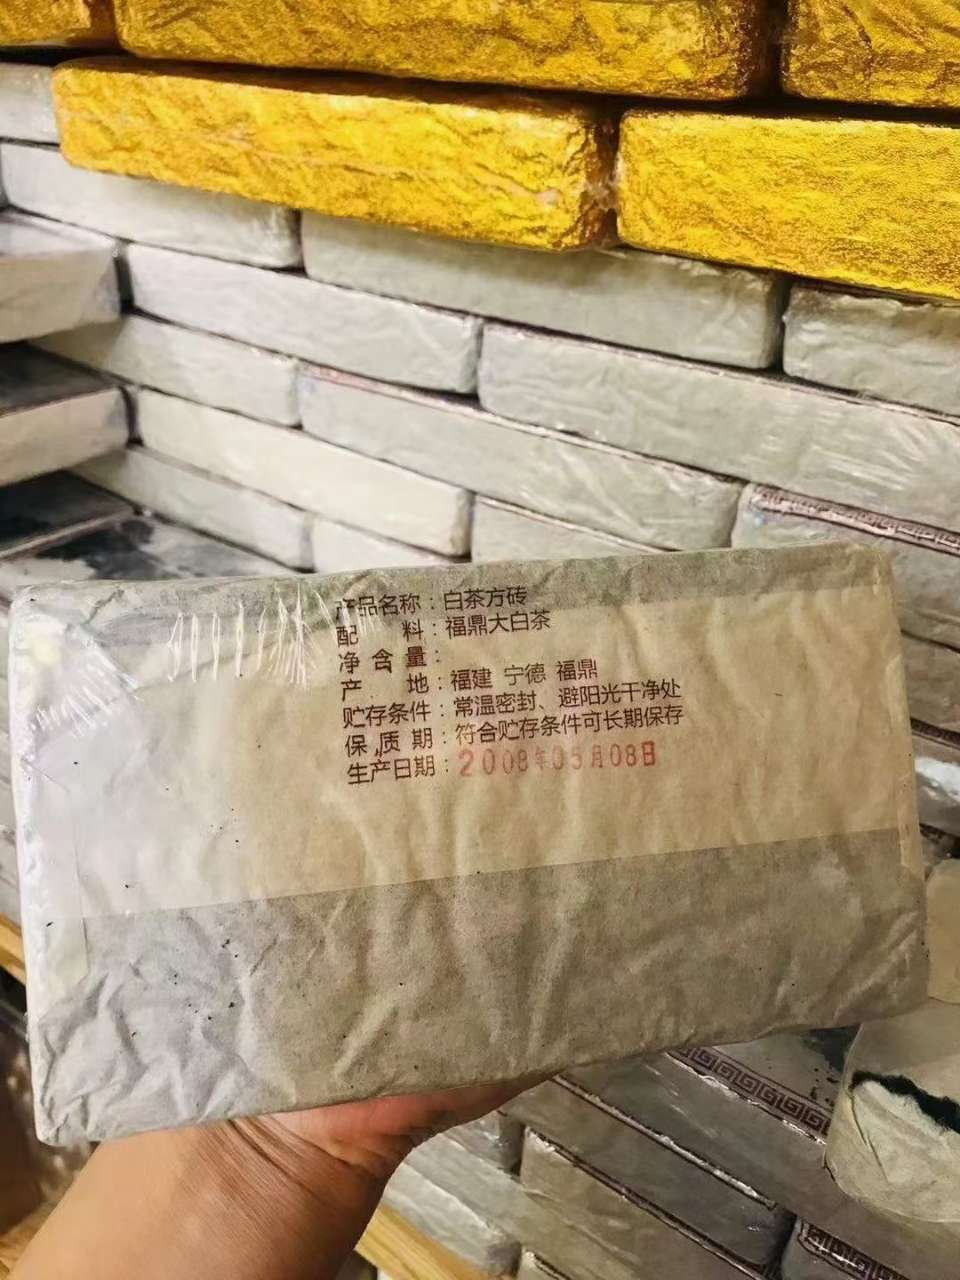 产品名称：白茶方砖
配料：福鼎大白茶
净含量：
产地：福建 宁德 福鼎
贮存条件：常温密封、避阳光干净处
保质期：符合贮存条件可长期保存
生产日期：2008年05月08日